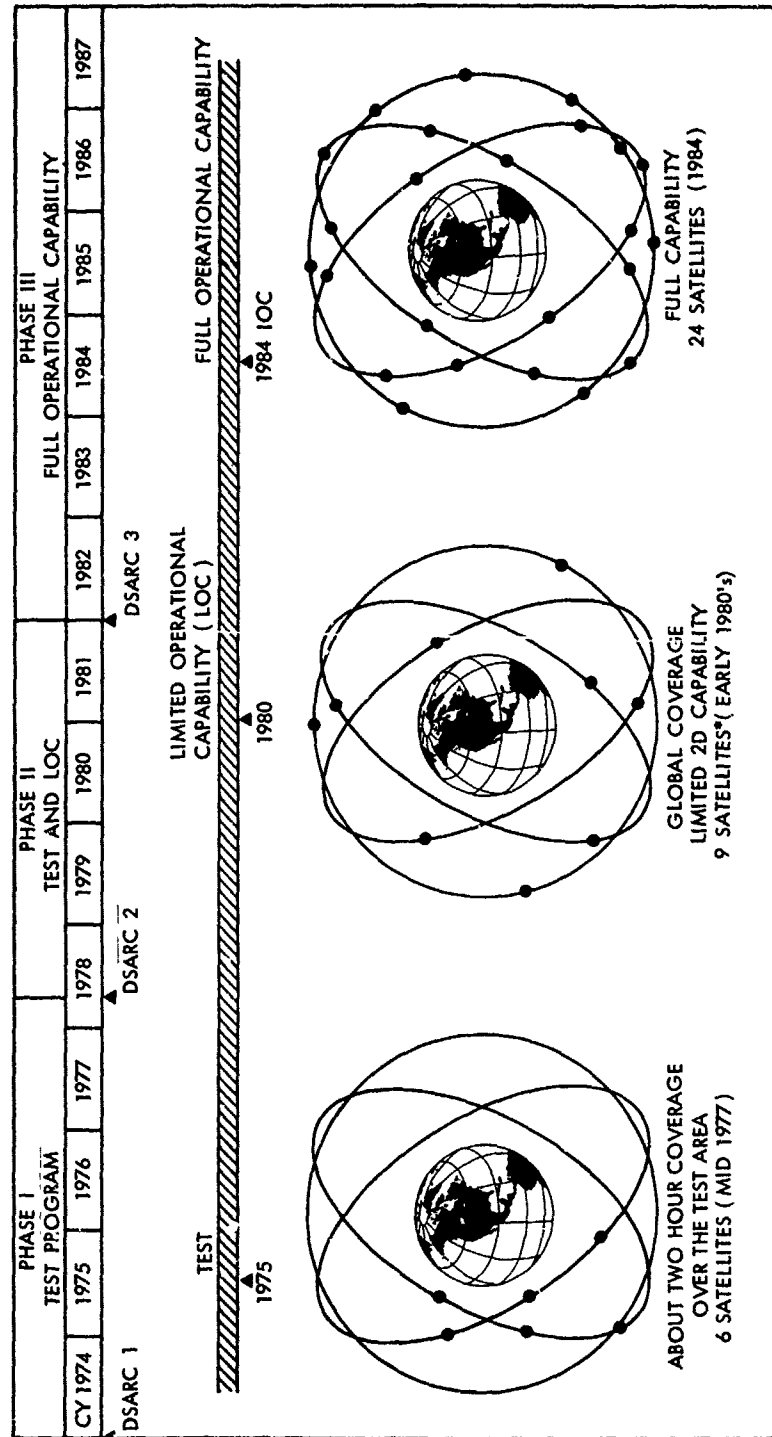 PHASE I
TEST PROGRAM
PHASE II
TEST AND LOC
PHASE III
FULL OPERATIONAL CAPABILITY
CY 1974
1975
1976
1977
1978
1979
1980
1981
1982
1983
1984
1985
1986
1987
DSARC 1
DSARC 2
DSARC 3
TEST
LIMITED OPERATIONAL
CAPABILITY (LOC)
FULL OPERATIONAL CAPABILITY
1975
1980
1984 IOC
ABOUT TWO HOUR COVERAGE
OVER THE TEST AREA
6 SATELLITES (MID 1977)
GLOBAL COVERAGE
LIMITED 2D CAPABILITY
9 SATELLITES*(EARLY 1980's)
FULL CAPABILITY
24 SATELLITES (1984)